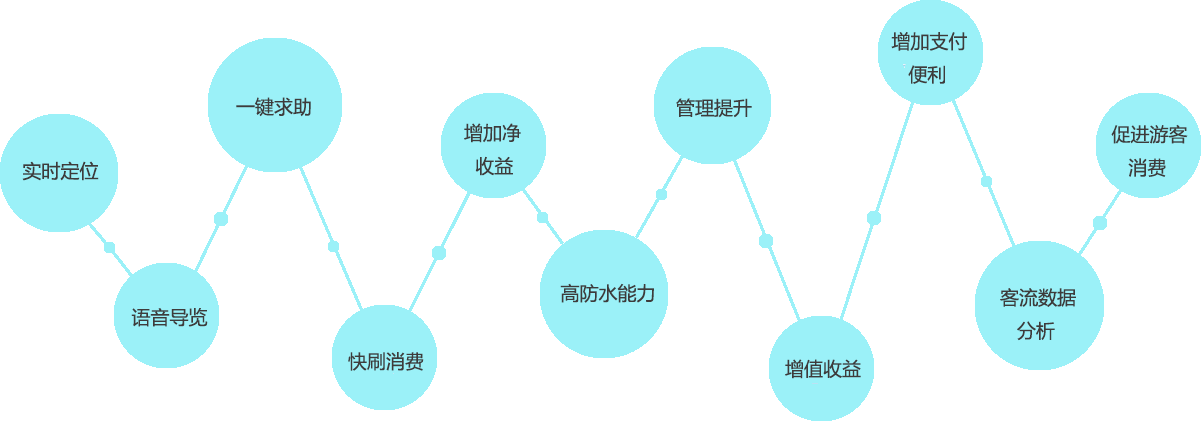 实时定位
语音导览
一键求助
快刷消费
增加净
收益
高防水能力
管理提升
增值收益
增加支付
便利
客流数据
分析
促进游客
消费